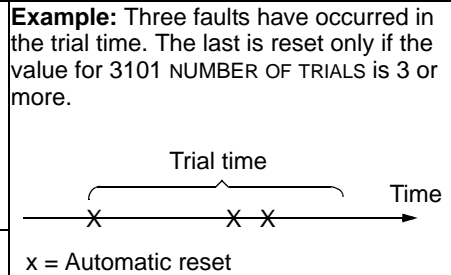 Example: Three faults have occurred in
the trial time. The last is reset only if the
value for 3101 NUMBER OF TRIALS is 3 or
more.
Trial time
Time
X X X
x = Automatic reset